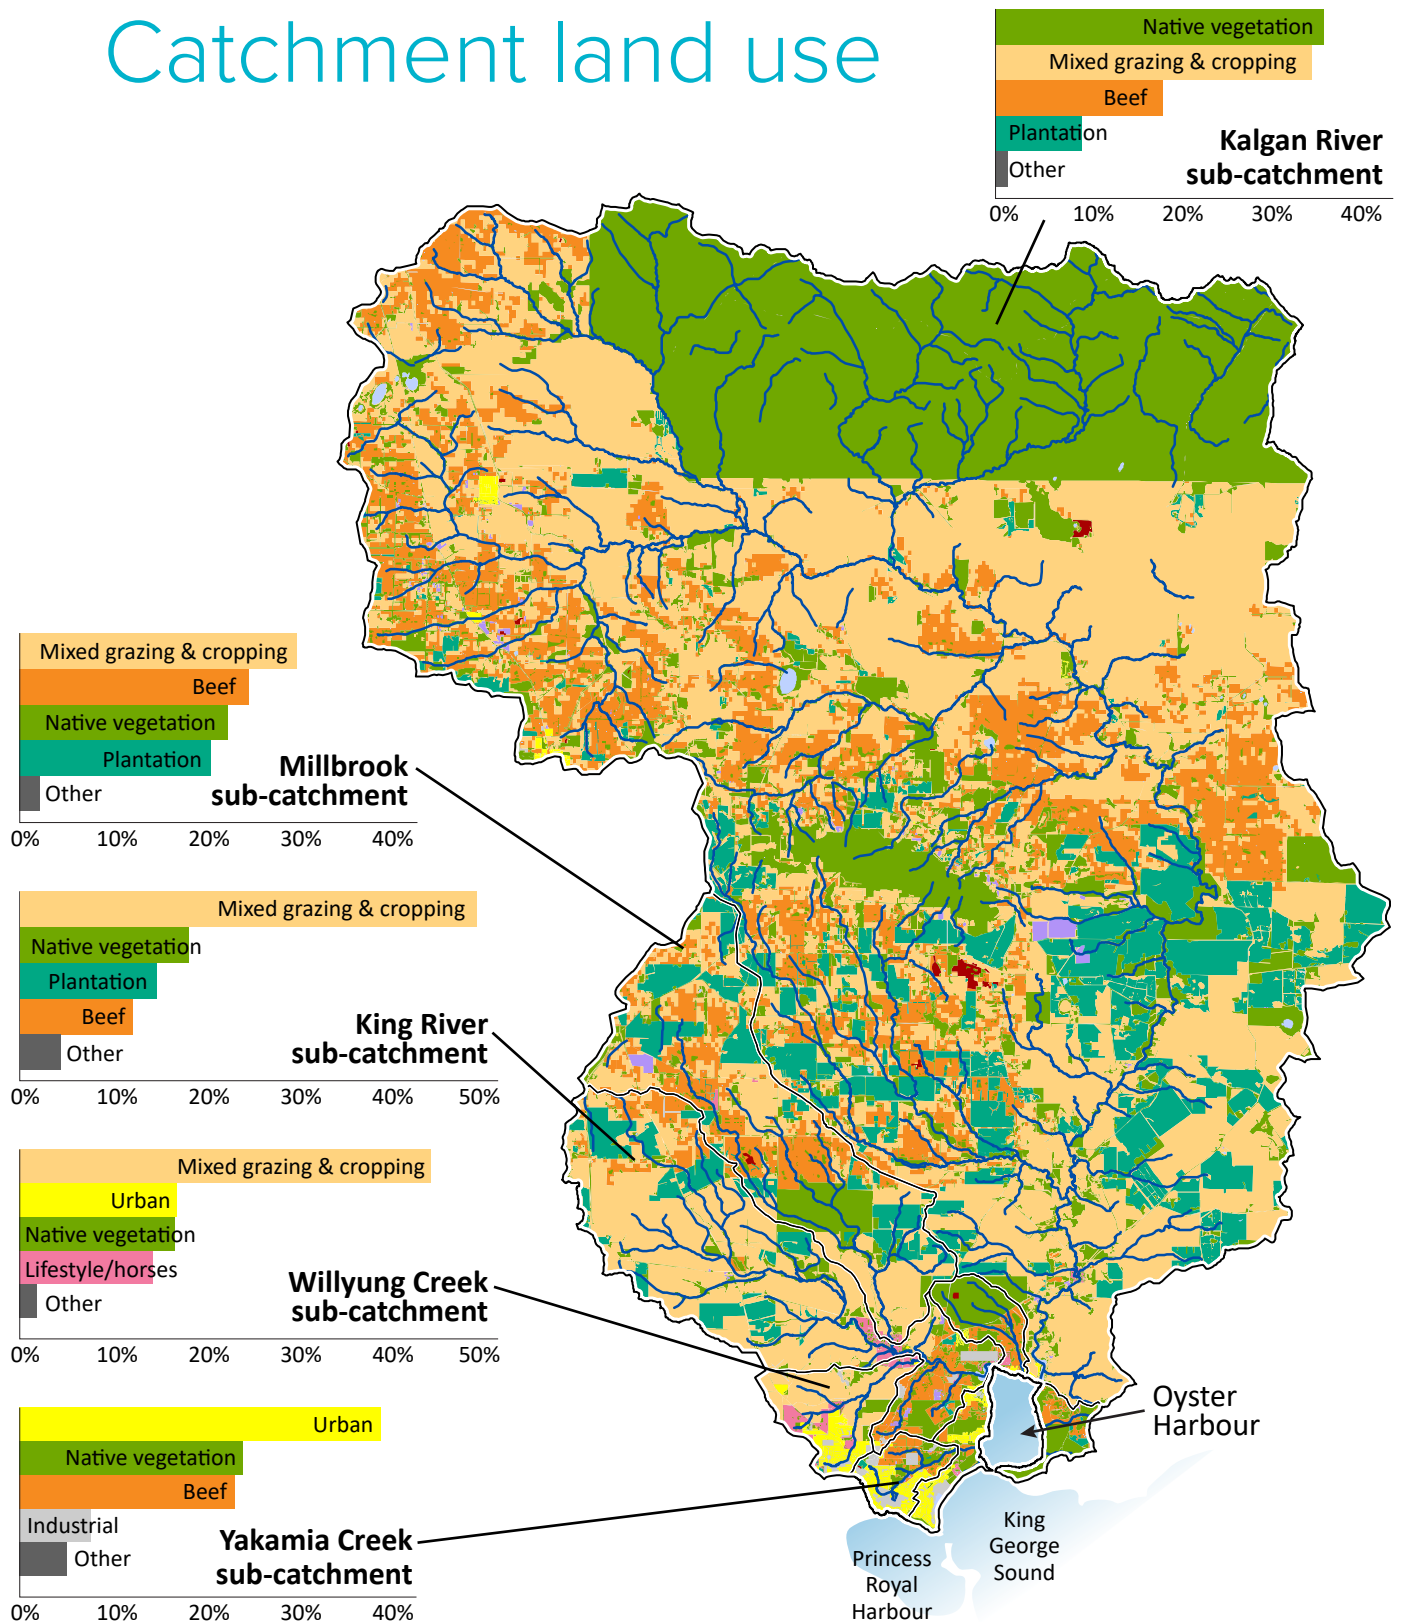 Catchment land use
Native vegetation
Mixed grazing & cropping
Beef
Plantation
Other
Kalgan River
sub-catchment
0% 10% 20% 30% 40%
Mixed grazing & cropping
Beef
Native vegetation
Plantation
Other
Millbrook
sub-catchment
0% 10% 20% 30% 40%
Mixed grazing & cropping
Native vegetation
Plantation
Beef
Other
King River
sub-catchment
0% 10% 20% 30% 40% 50%
Mixed grazing & cropping
Urban
Native vegetation
Lifestyle/horses
Other
Willyung Creek
sub-catchment
0% 10% 20% 30% 40% 50%
Urban
Native vegetation
Beef
Industrial
Other
Yakamia Creek
sub-catchment
0% 10% 20% 30% 40%
Oyster
Harbour
King
George
Sound
Princess
Royal
Harbour